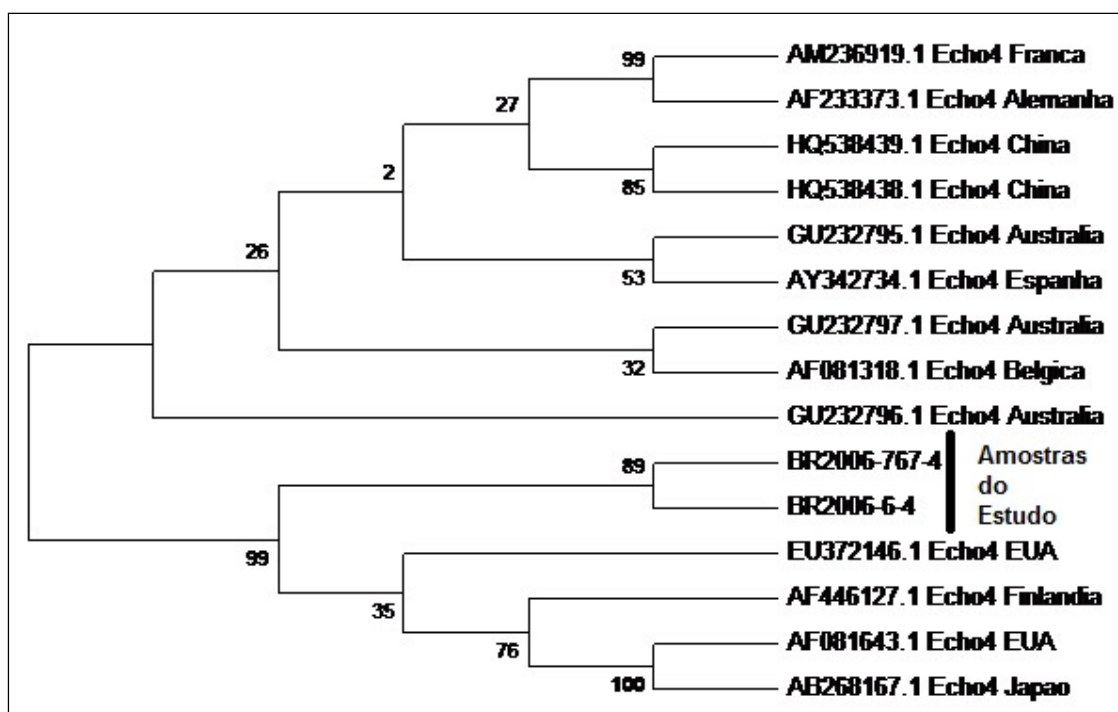 99
AM236919.1 Echo4 Franca
AF233373.1 Echo4 Alemanha
27
HQ538439.1 Echo4 China
HQ538438.1 Echo4 China
85
2
GU232795.1 Echo4 Australia
AY342734.1 Echo4 Espanha
53
26
GU232797.1 Echo4 Australia
AF081318.1 Echo4 Belgica
32
GU232796.1 Echo4 Australia
89
BR2006-767-4
BR2006-6-4
Amostras
do
Estudo
99
EU372146.1 Echo4 EUA
35
AF446127.1 Echo4 Finlandia
76
AF081643.1 Echo4 EUA
AB268167.1 Echo4 Japao
100